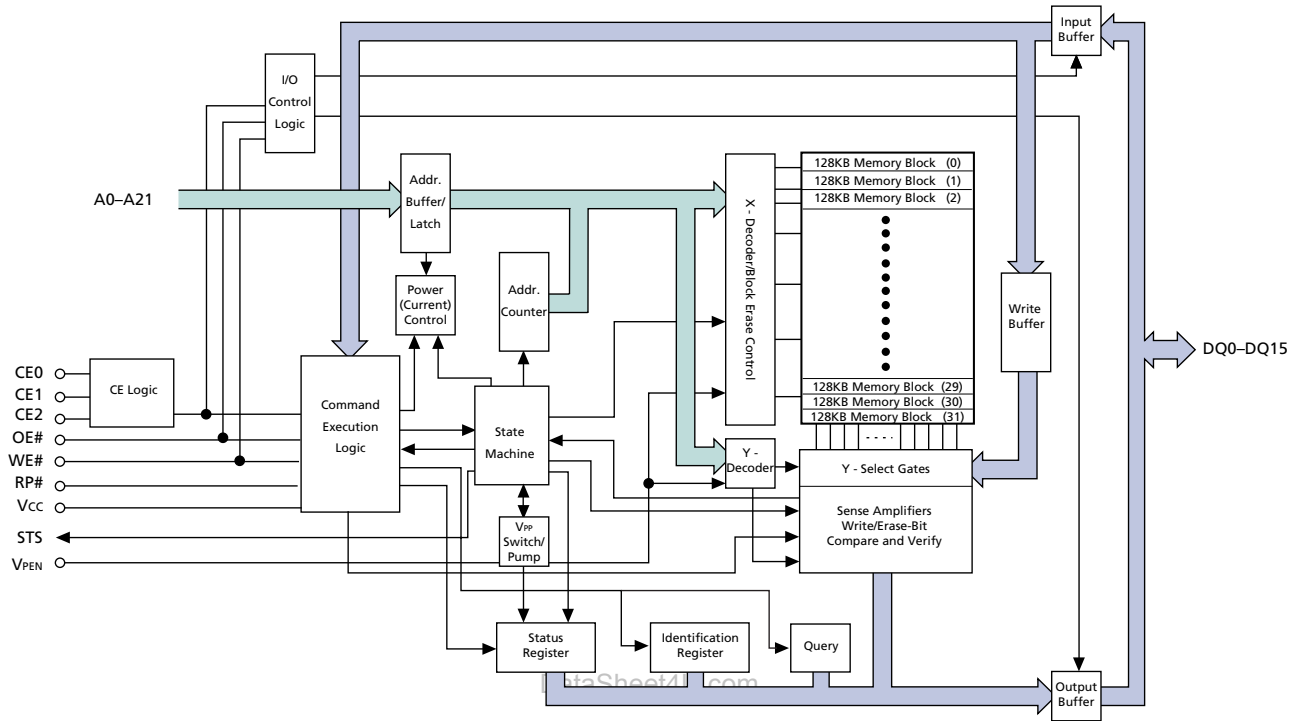 Input
Buffer
I/O
Control
Logic
A0–A21
Addr.
Buffer/
Latch
Power
(Current)
Control
Addr.
Counter
X - Decoder/Block Erase Control
128KB Memory Block (0)
128KB Memory Block (1)
128KB Memory Block (2)
128KB Memory Block (29)
128KB Memory Block (30)
128KB Memory Block (31)
Write
Buffer
DQ0–DQ15
CE0
CE1
CE2
OE#
WE#
RP#
VCC
STS
VPEN
CE Logic
Command
Execution
Logic
State
Machine
VPP
Switch/
Pump
Y -
Decoder
Y - Select Gates
Sense Amplifiers
Write/Erase-Bit
Compare and Verify
Status
Register
Identification
Register
Query
Output
Buffer